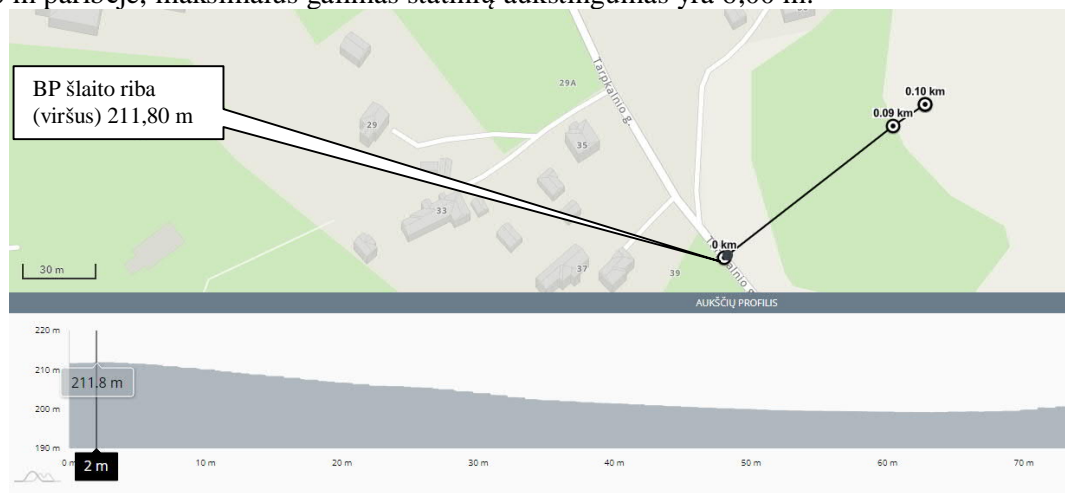 m paribėje, maksimalus galimas statinių aukštingumas yra 6,00 m.
BP šlaito riba
(viršus) 211,80 m
29A
Tarpkalnio g.
0.10 km
0.09 km
29
35
33
0 km
37
39
30 m
AUKŠČIŲ PROFILIS
220 m
210 m
211.8 m
200 m
190 m
0 m
2 m
10 m
20 m
30 m
40 m
50 m
60 m
70 m